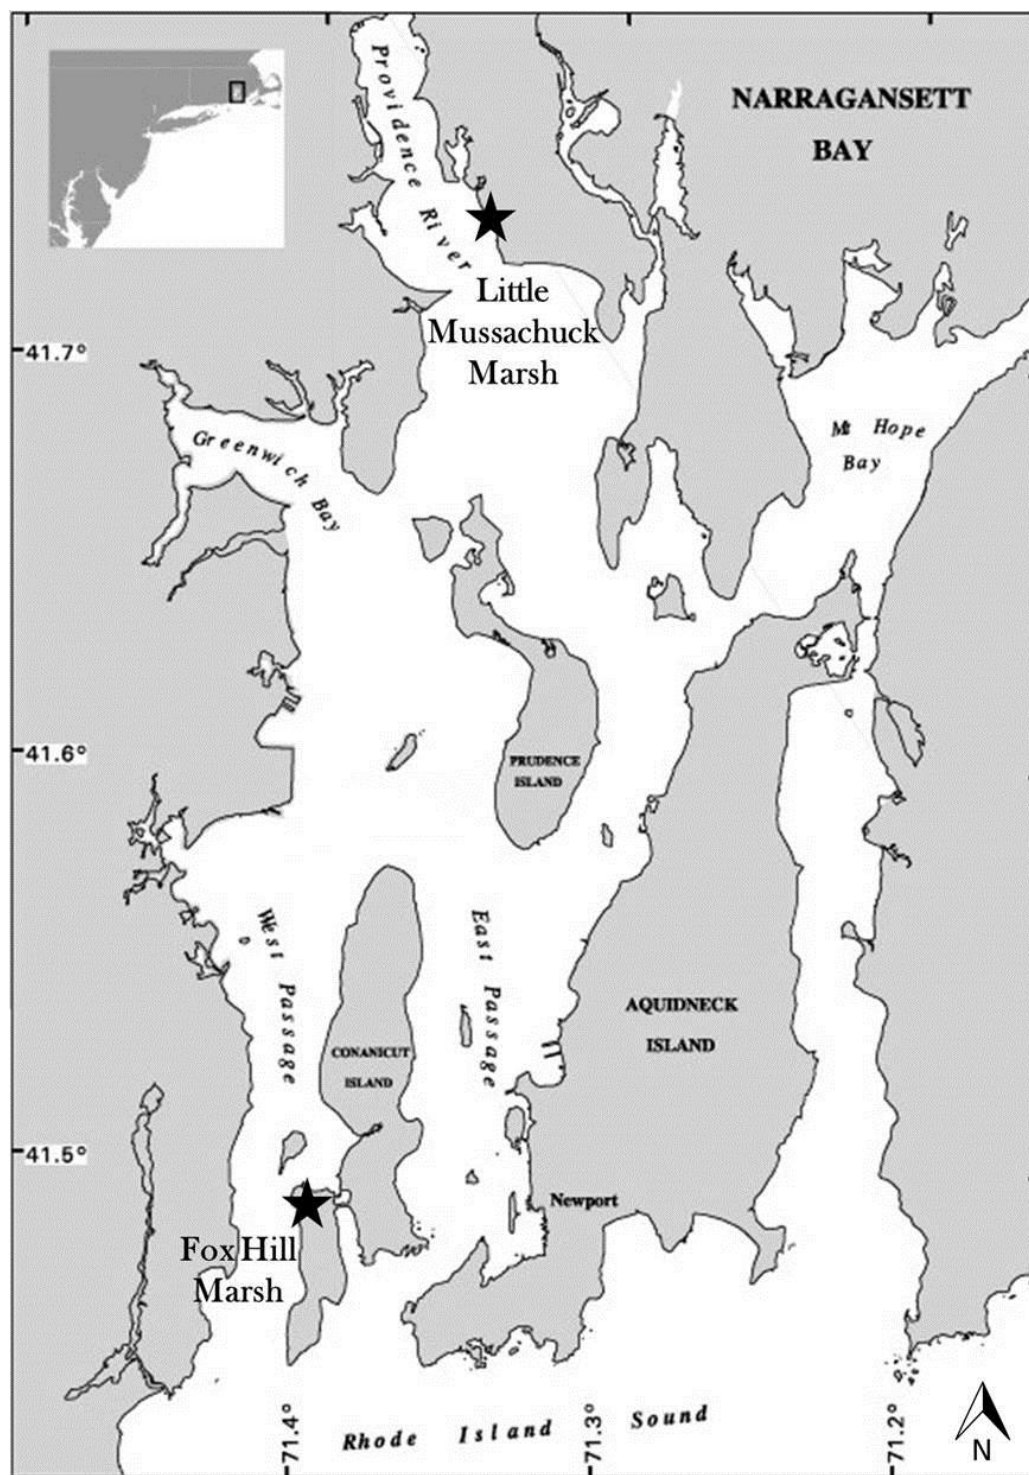 Providence River
NARRAGANSETT
BAY
Little
Mussachuck
Marsh
41.7°
Greenwich Bay
Mt Hope
Bay
41.6°
PRUDENCE
ISLAND
West Passage
East Passage
AQUIDNECK
ISLAND
CONANICUT
ISLAND
41.5°
Newport
Fox Hill
Marsh
Rhode Island Sound
71.4°
71.3°
71.2°
N